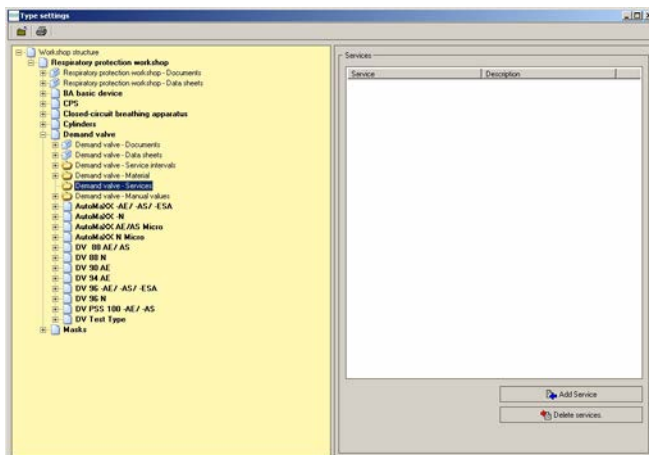 Type settings
Workshop structure
Respiratory protection workshop
Respiratory protection workshop - Documents
Respiratory protection workshop - Data sheets
BA basic device
CPS
Closed-circuit breathing apparatus
Cylinders
Demand valve
Demand valve - Documents
Demand valve - Data sheets
Demand valve - Service intervals
Demand valve - Material
Demand valve - Services
Demand valve - Manual values
AutoMaXX -AE/ -AS/ -ESA
AutoMaXX -N
AutoMaXX AE/AS Micro
AutoMaXX N Micro
DV 88 AE/ AS
DV 88 N
DV 90 AE
DV 94 AE
DV 96 -AE/ -AS/ -ESA
DV 96 N
DV PSS 100 -AE/ -AS
DV Test Type
Masks
Services
Service Description
Add Service
Delete services